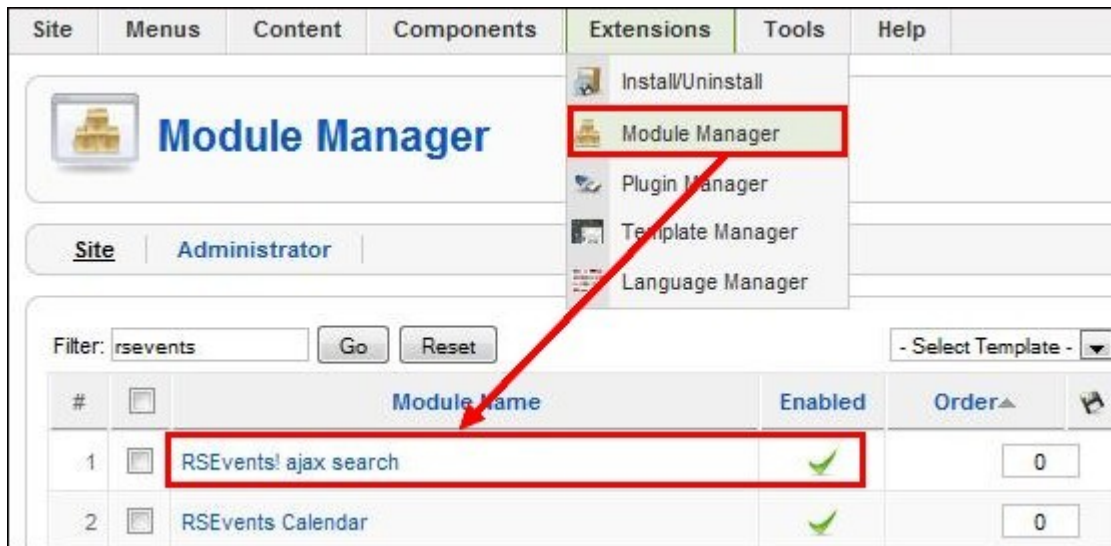 Site Menus Content Components Extensions Tools Help
Install/Uninstall
Module Manager
Module Manager
Plugin Manager
Template Manager
Site Administrator
Language Manager
Filter: rsevents Go Reset - Select Template -
# Module Name Enabled Order
1 RSEvents! ajax search 0
2 RSEvents Calendar 0